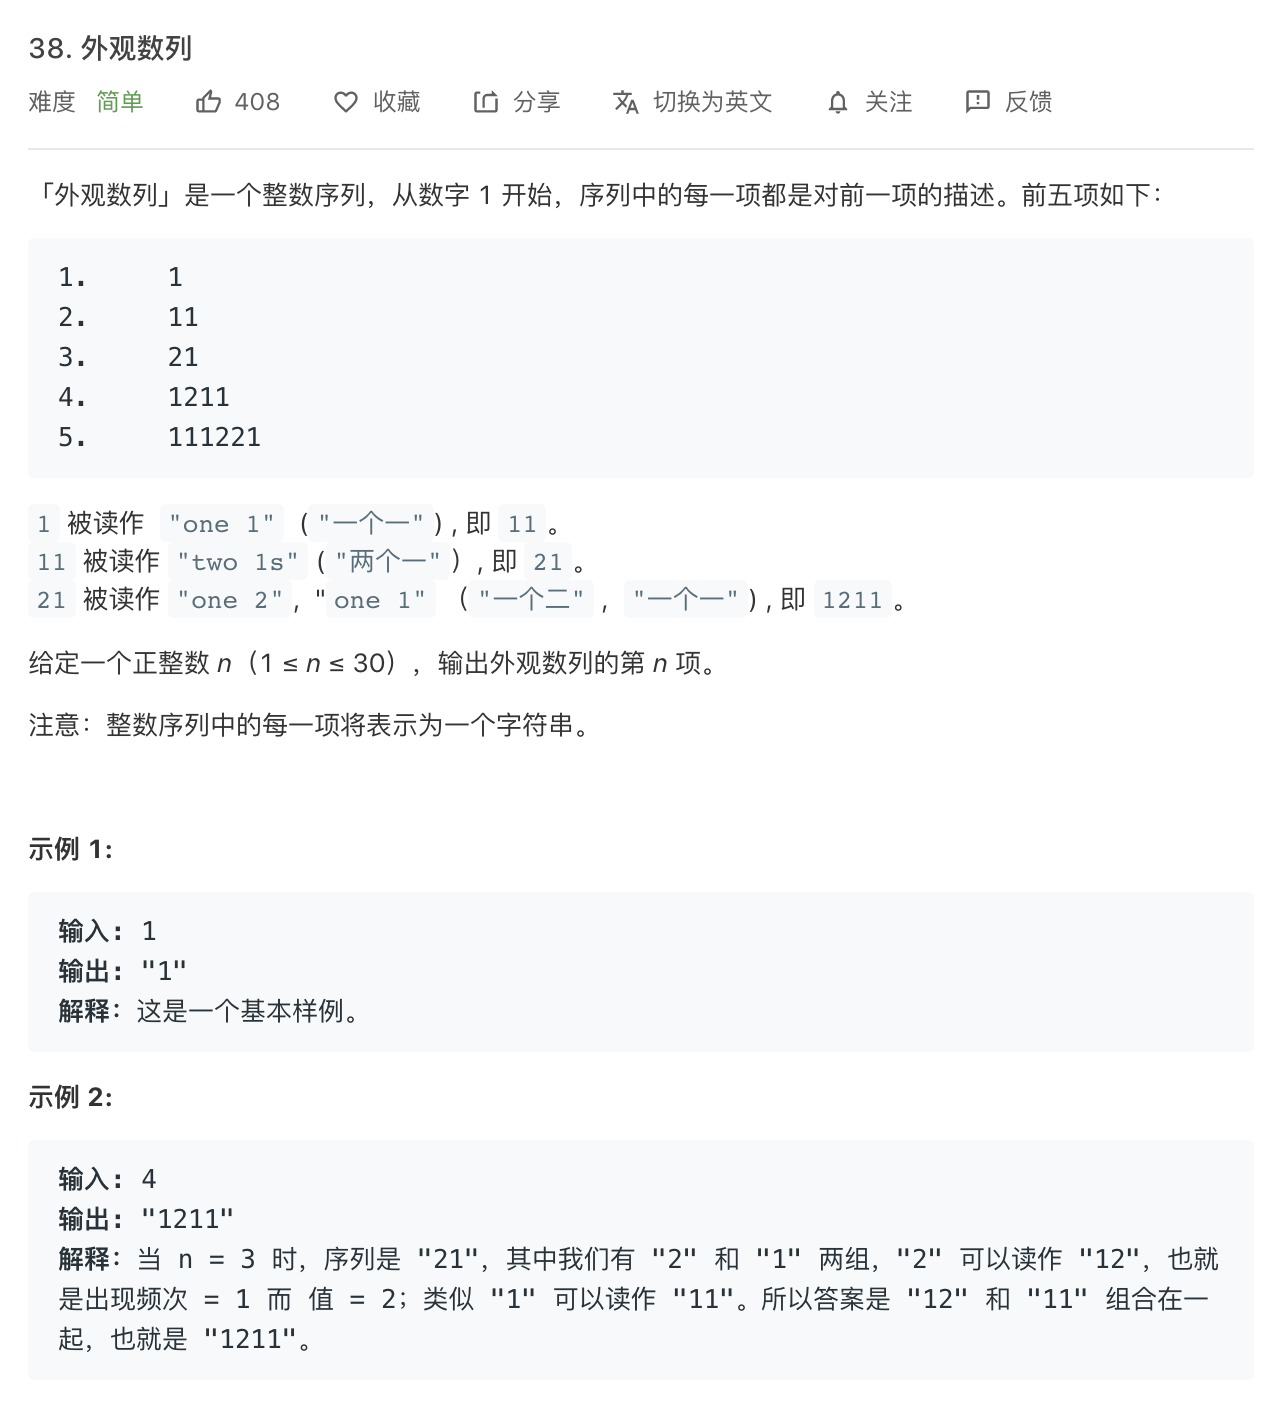 38. 外观数列
难度 简单 408 收藏 分享 切换为英文 关注 反馈
「外观数列」是一个整数序列，从数字 1 开始，序列中的每一项都是对前一项的描述。前五项如下：
1. 1
2. 11
3. 21
4. 1211
5. 111221
1 被读作 "one 1" ("一个一") , 即 11 。
11 被读作 "two 1s" ("两个一"）, 即 21 。
21 被读作 "one 2", "one 1" （"一个二" , "一个一") , 即 1211 。
给定一个正整数 n（1 ≤ n ≤ 30），输出外观数列的第 n 项。
注意：整数序列中的每一项将表示为一个字符串。
示例 1:
输入: 1
输出: "1"
解释：这是一个基本样例。
示例 2:
输入: 4
输出: "1211"
解释：当 n = 3 时，序列是 "21"，其中我们有 "2" 和 "1" 两组，"2" 可以读作 "12"，也就
是出现频次 = 1 而 值 = 2；类似 "1" 可以读作 "11"。所以答案是 "12" 和 "11" 组合在一
起，也就是 "1211"。